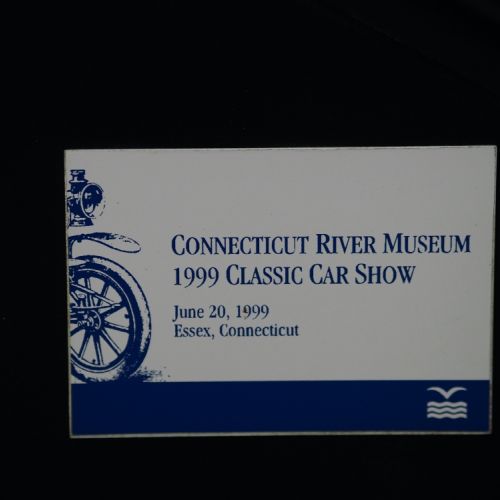 CONNECTICUT RIVER MUSEUM
1999 CLASSIC CAR SHOW
June 20, 1999
Essex, Connecticut